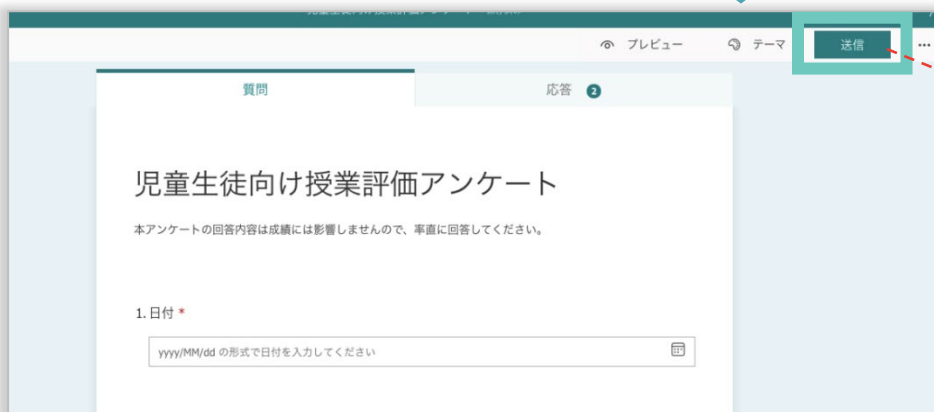 プレビュー
テーマ
送信
質問
応答 2
児童生徒向け授業評価アンケート
本アンケートの回答内容は成績には影響しませんので、率直に回答してください。
1. 日付 *
yyyy/MM/dd の形式で日付を入力してください